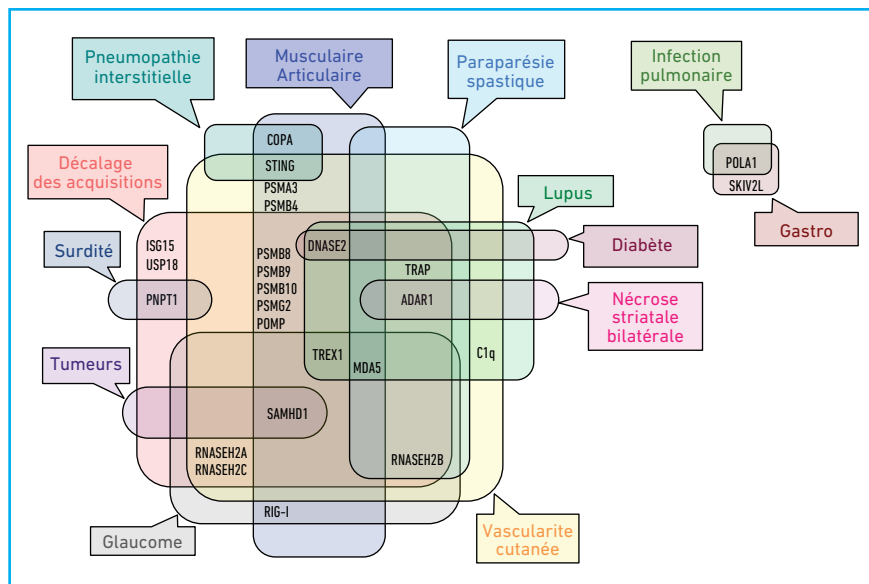 Pneumopathie
interstitielle
Musculaire
Articulaire
Paraparésie
spastique
Infection
pulmonaire
COPA
STING
PSMA3
PSMB4
POLA1
SKIV2L
Décalage
des acquisitions
Lupus
Gastro
ISG15
USP18
Surdité
DNASE2
Diabète
PSMB8
PSMB9
PSMB10
PSMG2
POMP
TRAP
PNPT1
ADAR1
Nécrose
striatale
bilatérale
TREX1
MDA5
C1q
Tumeurs
SAMHD1
RNASEH2A
RNASEH2C
RNASEH2B
RIG-I
Glaucome
Vascularite
cutanée